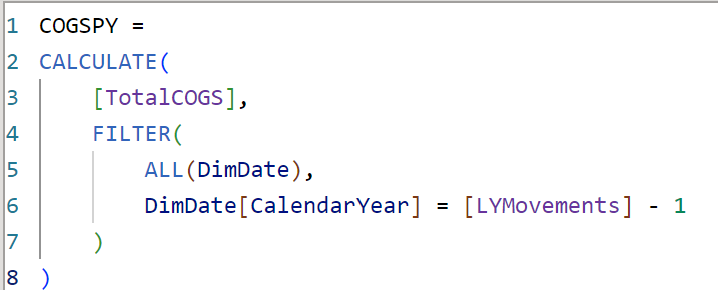 1 COGSPY =
2 CALCULATE(
3 [TotalCOGS],
4 FILTER(
5 ALL(DimDate),
6 DimDate[CalendarYear] = [LYMovements] - 1
7 )
8 )